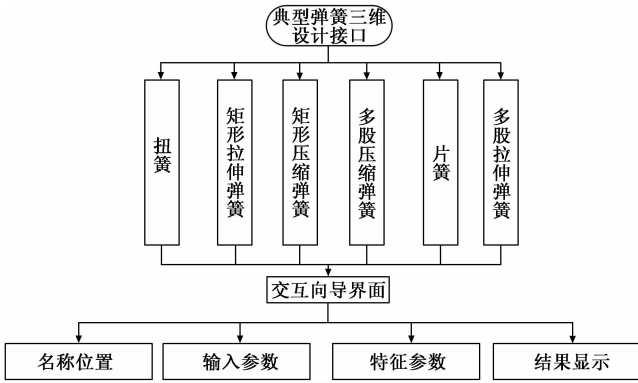 典型弹簧三维
设计接口
扭簧
矩形拉伸弹簧
矩形压缩弹簧
多股压缩弹簧
片簧
多股拉伸弹簧
交互向导界面
名称位置
输入参数
特征参数
结果显示